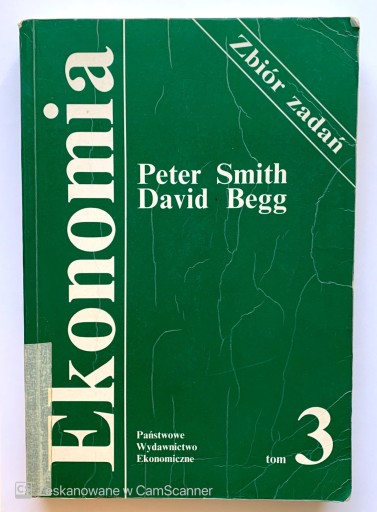 Ekonomia
Zbiór zadań
Peter Smith
David Begg
Państwowe
Wydawnictwo
Ekonomiczne
tom 3
Zeskanowane w CamScanner